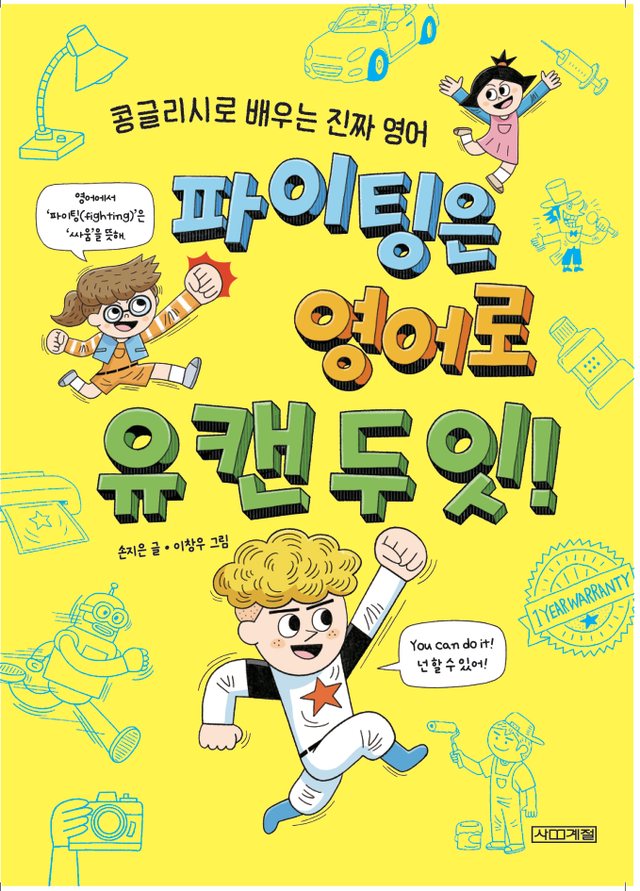 콩글리시로 배우는 진짜 영어
영어에서
'파이팅(fighting)'은
'싸움'을 뜻해.
파이팅은
영어로
유 캔 두 잇!
손지은 글 • 이창우 그림
You can do it!
넌 할 수 있어!
1 YEAR WARRANTY
사계절